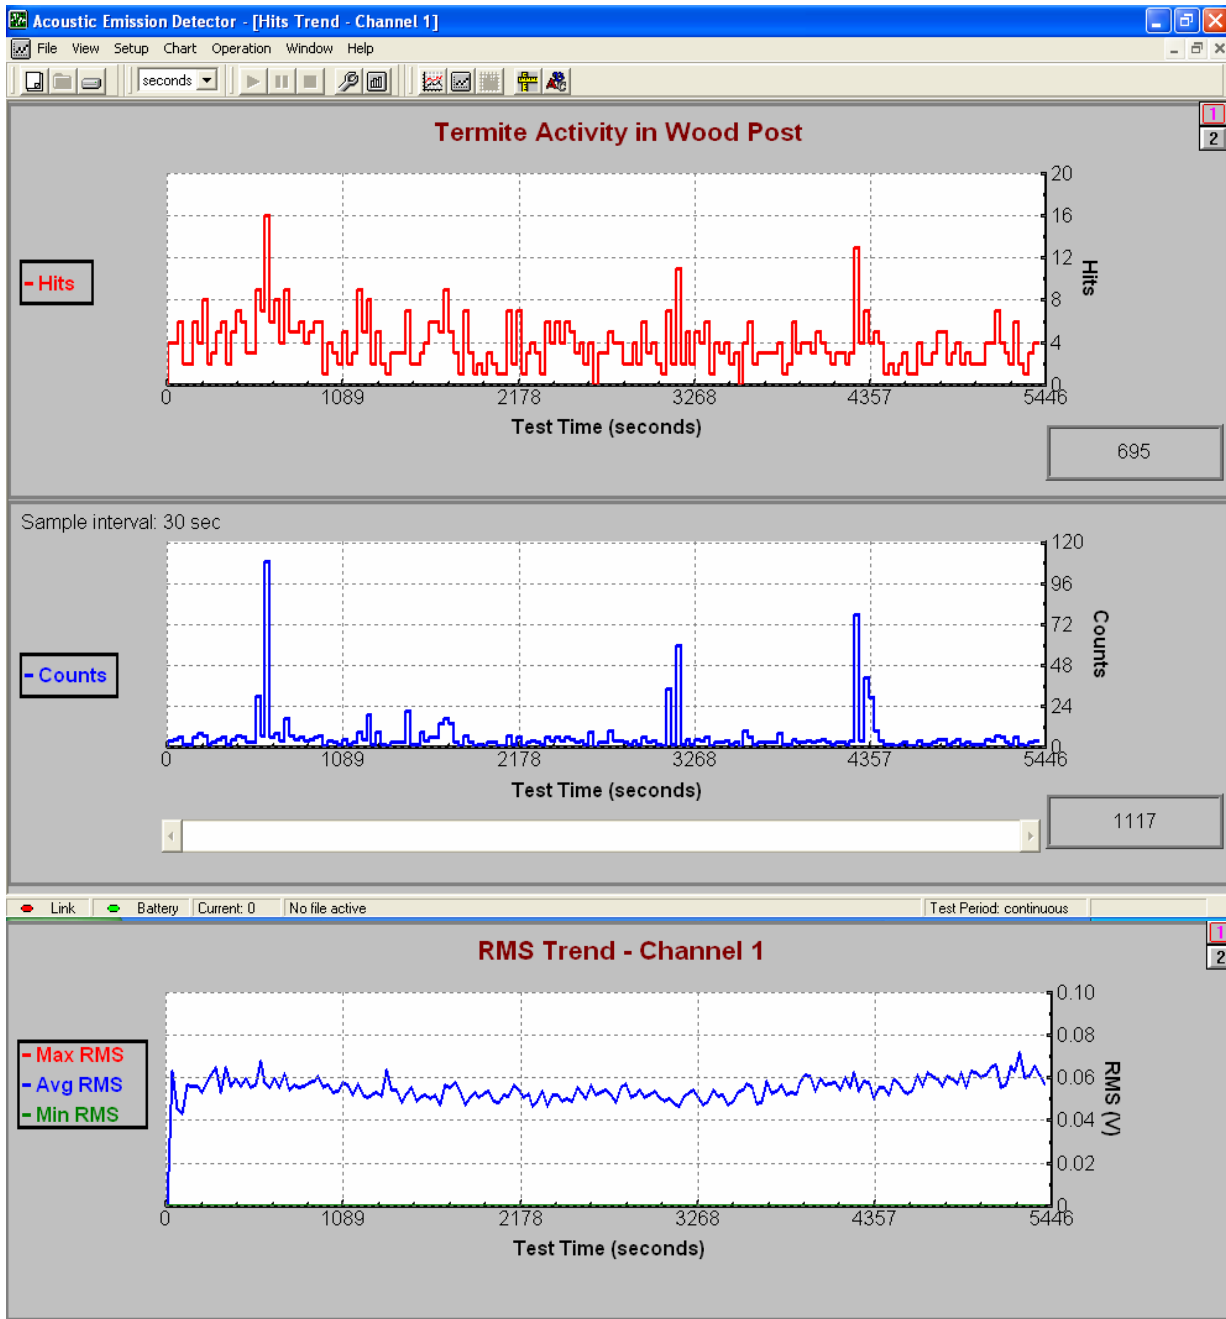 Acoustic Emission Detector - [Hits Trend - Channel 1]
File View Setup Chart Operation Window Help
seconds
1
2
Termite Activity in Wood Post
20
16
12
8
4
0
Hits
Hits
0 1089 2178 3268 4357 5446
Test Time (seconds)
695
Sample interval: 30 sec
120
96
72
48
24
0
Counts
Counts
0 1089 2178 3268 4357 5446
Test Time (seconds)
1117
Link Battery Current: 0 No file active Test Period: continuous
1
2
RMS Trend - Channel 1
0.10
0.08
0.06
0.04
0.02
0
Max RMS
Avg RMS
Min RMS
RMS (V)
0 1089 2178 3268 4357 5446
Test Time (seconds)